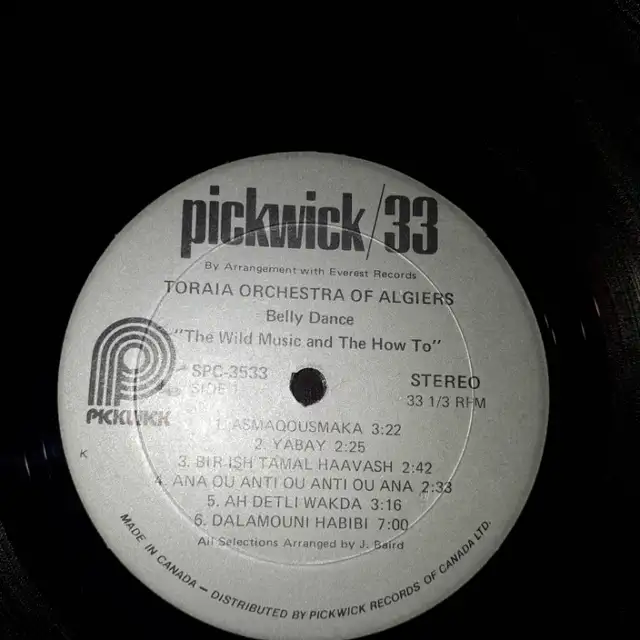 pickwick/33
By Arrangement with Everest Records
TORAIA ORCHESTRA OF ALGIERS
Belly Dance
"The Wild Music and The How To"
SPC-3533
SIDE 1
STEREO
33 1/3 RPM
PICKWICK
1. ASMAQOUSMAKA 3:22
2. YABAY 2:25
3. BIR ISH TAMAL HAAVASH 2:42
4. ANA OU ANTI OU ANTI OU ANA 2:33
5. AH DETLI WAKDA 3:16
6. DALAMOUNI HABIBI 7:00
K
All Selections Arranged by J. Baird
MADE IN CANADA – DISTRIBUTED BY PICKWICK RECORDS OF CANADA LTD.